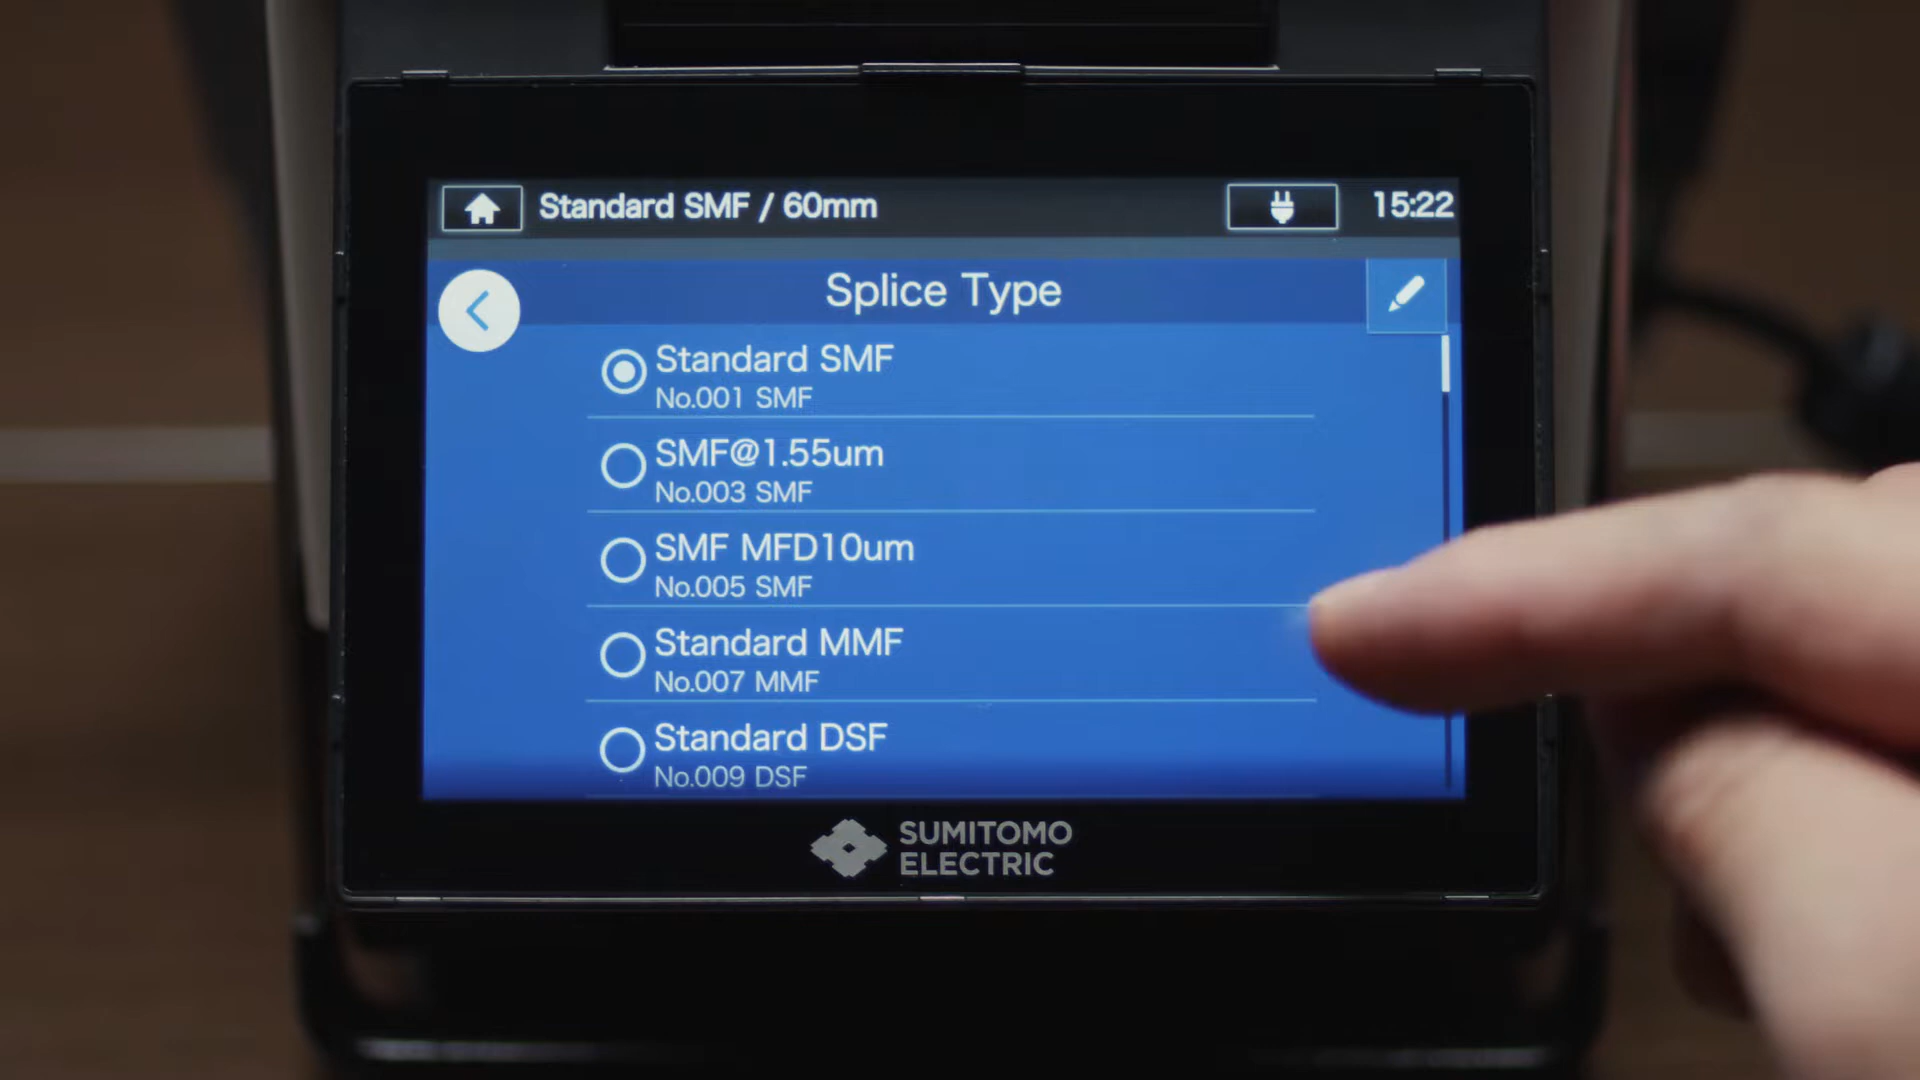 Standard SMF / 60mm
15:22
Splice Type
Standard SMF
No.001 SMF
SMF@1.55um
No.003 SMF
SMF MFD10um
No.005 SMF
Standard MMF
No.007 MMF
Standard DSF
No.009 DSF
SUMITOMO
ELECTRIC